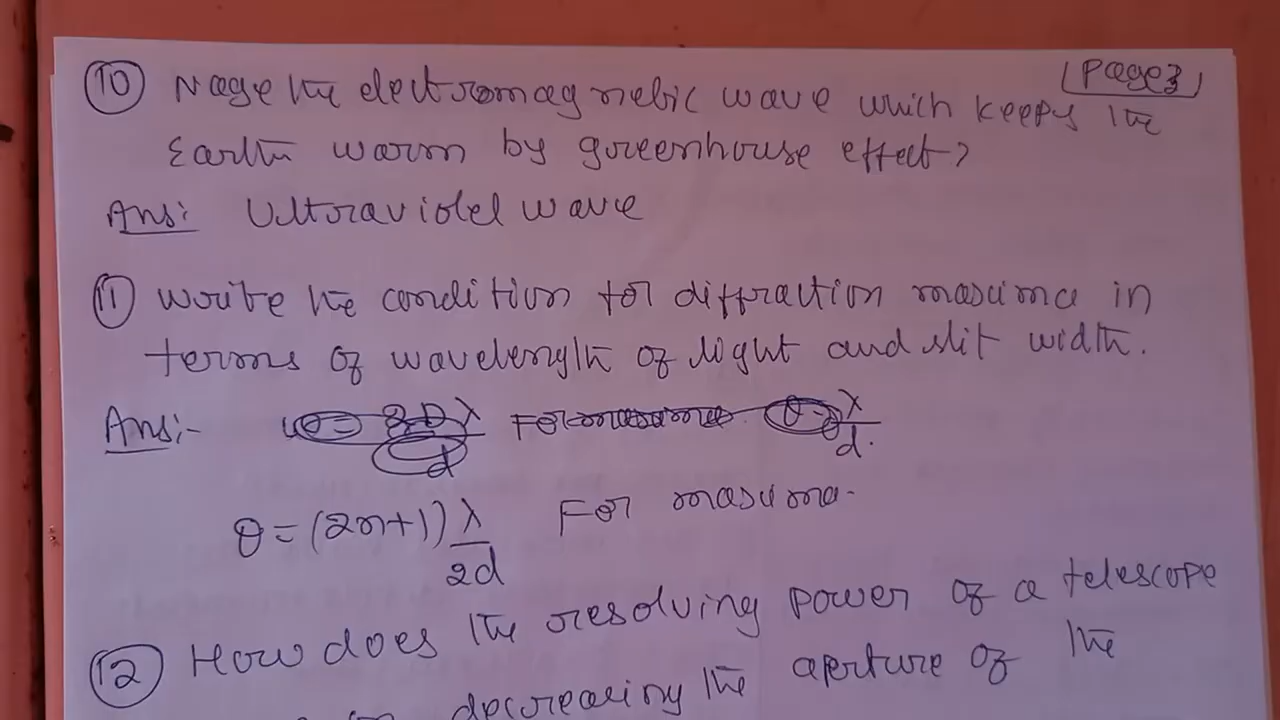 Page3
10 Nage the electromagnetic wave which keeps the
Earth warm by greenhouse effect?
Ans: Ultraviolet wave
11 Write the condition for diffraction maxima in
terms of wavelength of light and slit width.
Ans:-
θ = (2n+1) λ/2d For maxima.
12 How does the resolving power of a telescope
decreasing the aperture of the